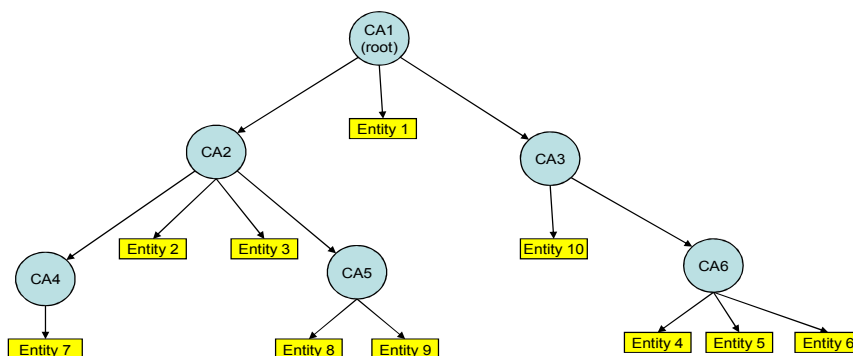 CA1
(root)
Entity 1
CA2
CA3
Entity 2
Entity 3
Entity 10
CA4
CA5
CA6
Entity 4
Entity 5
Entity 6
Entity 7
Entity 8
Entity 9